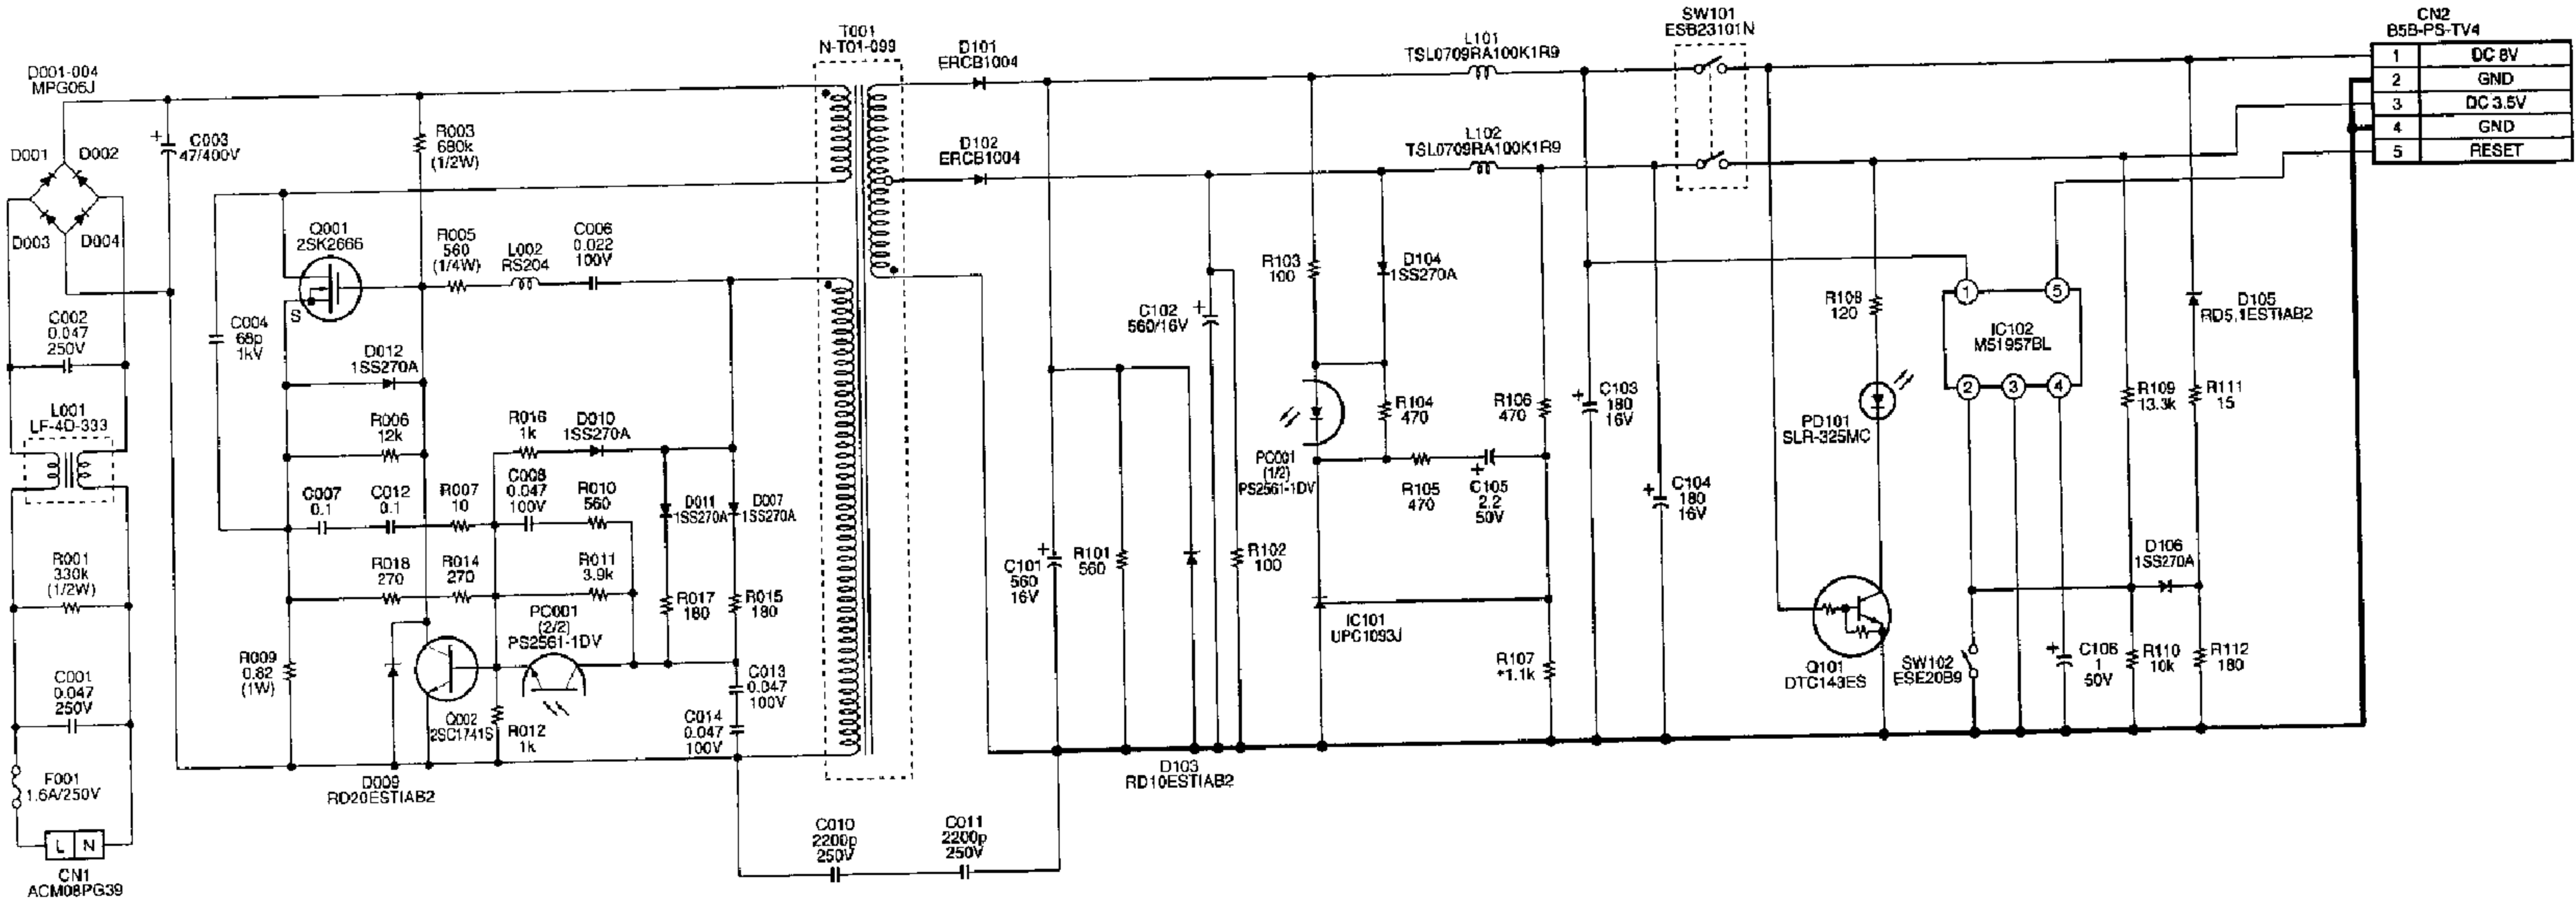 D001-004
MPG06J
D001
D002
D003
D004
C003
47/400V
C002
0.047
250V
L001
LF-4D-333
R001
330k
(1/2W)
C001
0.047
250V
F001
1.6A/250V
L N
CN1
ACM08PG39
R003
680k
(1/2W)
Q001
2SK2666
S
C004
68p
1kV
R005
560
(1/4W)
L002
RS204
C006
0.022
100V
D012
1SS270A
R006
12k
R016
1k
D010
1SS270A
C007
0.1
C012
0.1
R007
10
C008
0.047
100V
R010
560
D011
1SS270A
D007
1SS270A
R018
270
R014
270
R011
3.9k
R017
180
R015
180
R009
0.82
(1W)
PC001
(2/2)
PS2561-1DV
Q002
2SC1741S
R012
1k
C013
0.047
100V
C014
0.047
100V
D009
RD20ESTIAB2
C010
2200p
250V
C011
2200p
250V
T001
N-T01-099
D101
ERCB1004
D102
ERCB1004
C102
560/16V
C101
560
16V
R101
560
R102
100
D103
RD10ESTIAB2
R103
100
D104
1SS270A
PC001
(1/2)
PS2561-1DV
R104
470
R105
470
C105
2.2
50V
R106
470
IC101
UPC1093J
R107
*1.1k
L101
TSL0709RA100K1R9
L102
TSL0709RA100K1R9
C103
180
16V
C104
180
16V
SW101
ESB23101N
R108
120
PD101
SLR-325MC
Q101
DTC143ES
1
5
IC102
M51957BL
2
3
4
SW102
ESE20B9
C106
1
50V
R109
13.3k
R110
10k
D105
RD5.1ESTIAB2
R111
15
D106
1SS270A
R112
180
CN2
B5B-PS-TV4
1 DC 8V
2 GND
3 DC 3.5V
4 GND
5 RESET